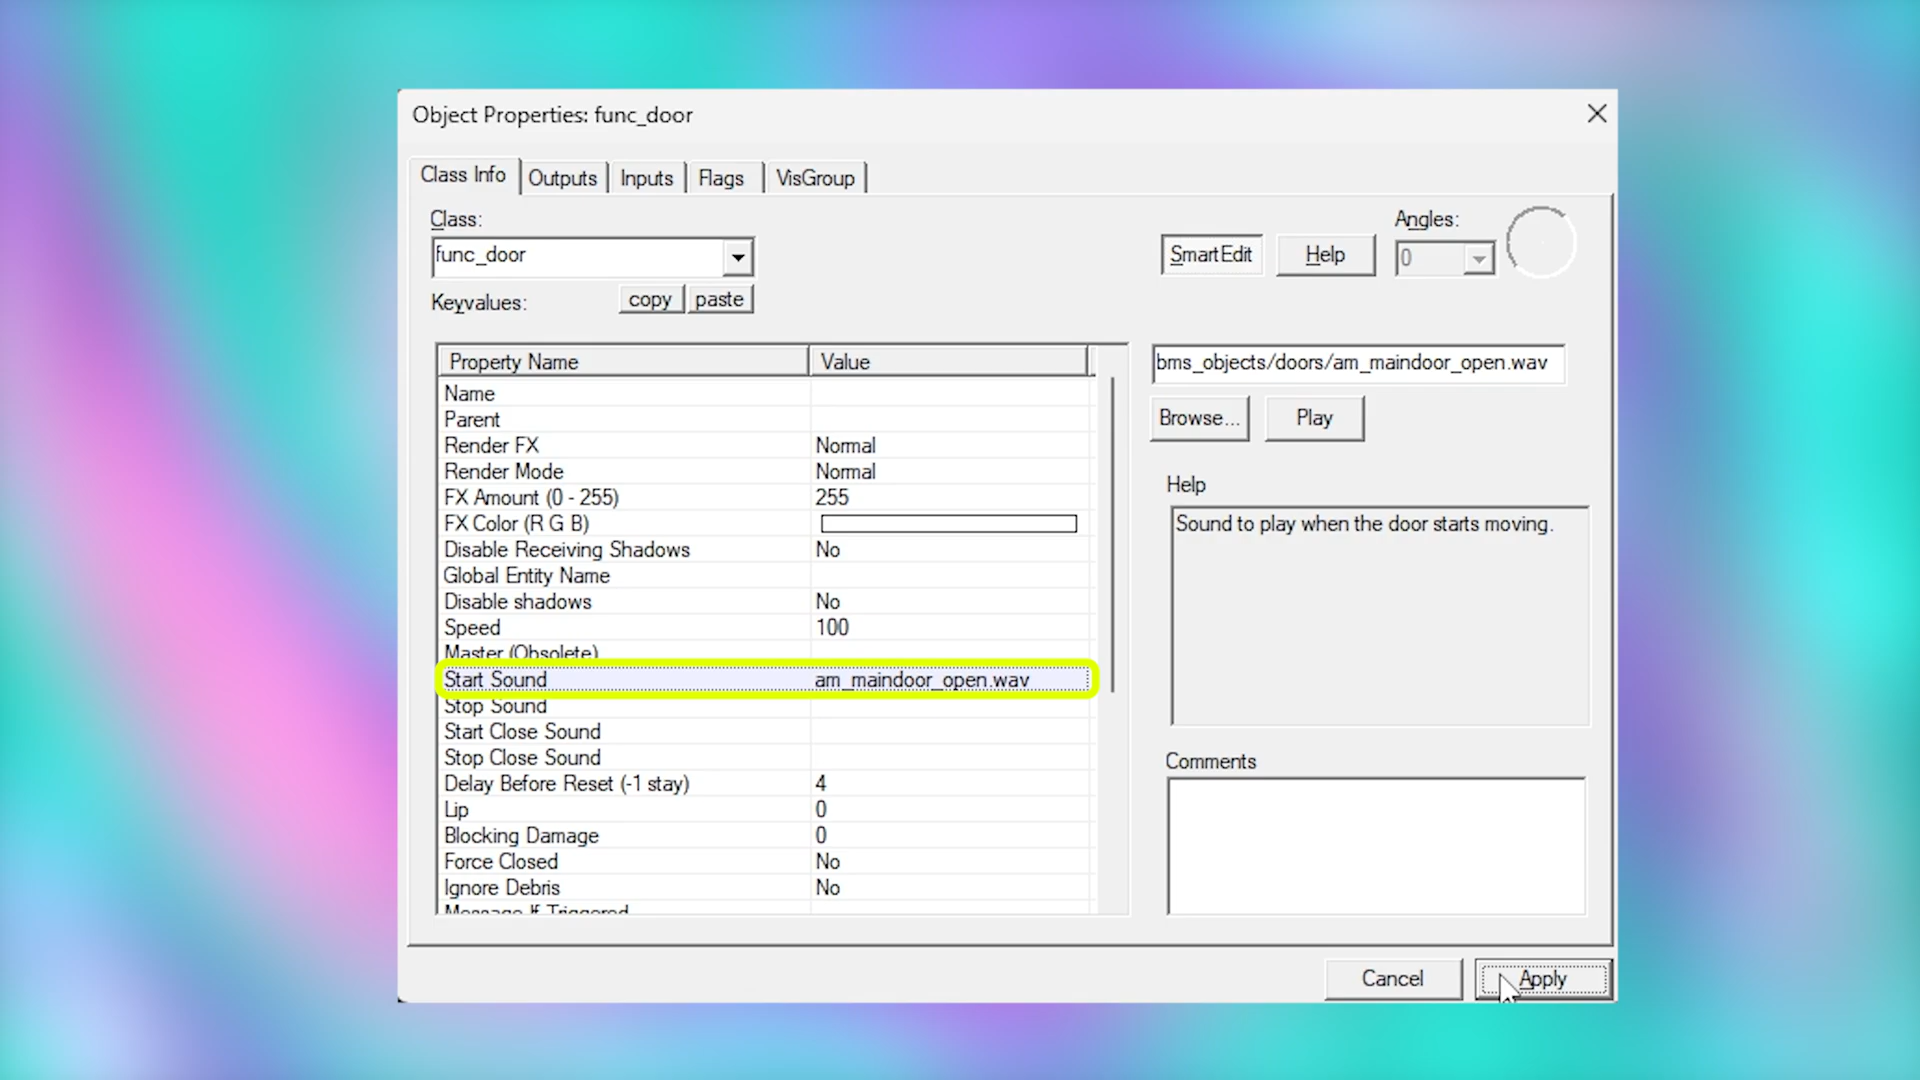 Object Properties: func_door
Class Info
Outputs
Inputs
Flags
VisGroup
Class:
func_door
Keyvalues:
copy
paste
SmartEdit
Help
Angles:
0
Property Name Value
Name
Parent
Render FX Normal
Render Mode Normal
FX Amount (0 - 255) 255
FX Color (R G B)
Disable Receiving Shadows No
Global Entity Name
Disable shadows No
Speed 100
Master (Obsolete)
Start Sound am_maindoor_open.wav
Stop Sound
Start Close Sound
Stop Close Sound
Delay Before Reset (-1 stay) 4
Lip 0
Blocking Damage 0
Force Closed No
Ignore Debris No
Message If Triggered
bms_objects/doors/am_maindoor_open.wav
Browse...
Play
Help
Sound to play when the door starts moving.
Comments
Cancel
Apply